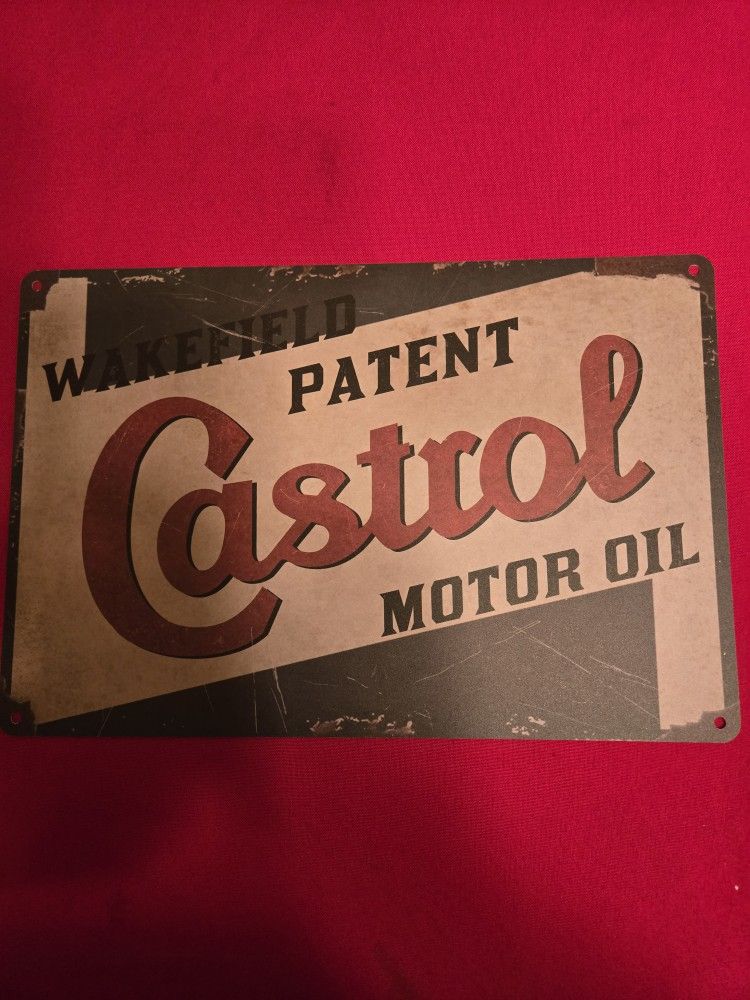 WAKEFIELD
PATENT
Castrol
MOTOR OIL